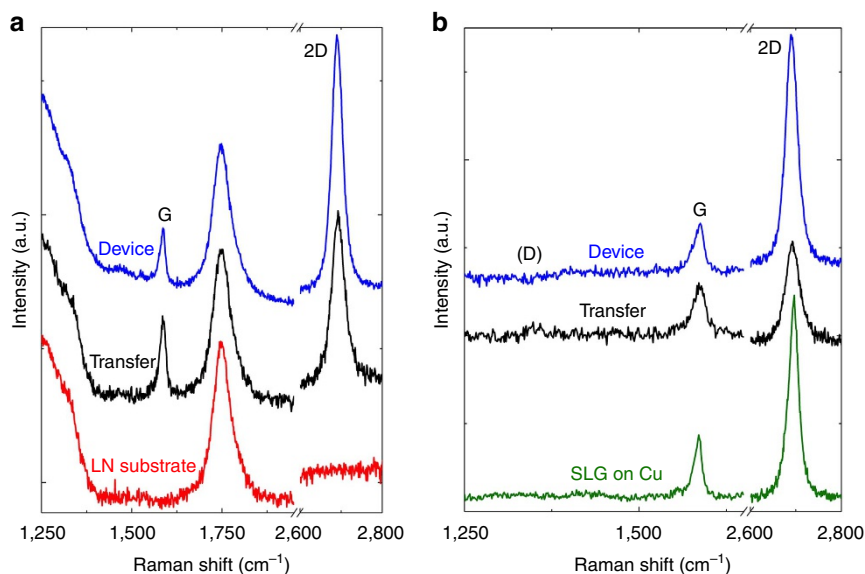 a
2D
G
Device
Transfer
LN substrate
Intensity (a.u.)
1,250 1,500 1,750 2,600 2,800
Raman shift (cm⁻¹)
b
2D
G
(D)
Device
Transfer
SLG on Cu
Intensity (a.u.)
1,250 1,500 2,600 2,800
Raman shift (cm⁻¹)